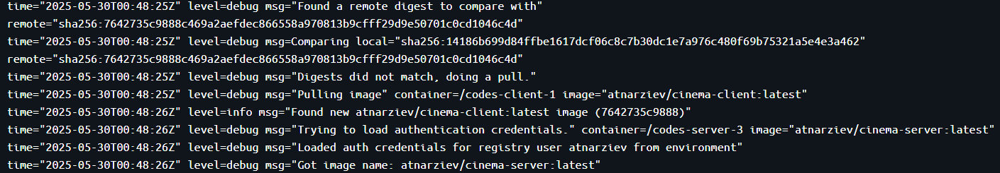 time="2025-05-30T00:48:25Z" level=debug msg="Found a remote digest to compare with"
remote="sha256:7642735c9888c469a2aefdec866558a970813b9cfff29d9e50701c0cd1046c4d"
time="2025-05-30T00:48:25Z" level=debug msg=Comparing local="sha256:14186b699d84ffbe1617dcf06c8c7b30dc1e7a976c480f69b75321a5e4e3a462"
remote="sha256:7642735c9888c469a2aefdec866558a970813b9cfff29d9e50701c0cd1046c4d"
time="2025-05-30T00:48:25Z" level=debug msg="Digests did not match, doing a pull."
time="2025-05-30T00:48:25Z" level=debug msg="Pulling image" container=/codes-client-1 image="atnarziev/cinema-client:latest"
time="2025-05-30T00:48:26Z" level=info msg="Found new atnarziev/cinema-client:latest image (7642735c9888)"
time="2025-05-30T00:48:26Z" level=debug msg="Trying to load authentication credentials." container=/codes-server-3 image="atnarziev/cinema-server:latest"
time="2025-05-30T00:48:26Z" level=debug msg="Loaded auth credentials for registry user atnarziev from environment"
time="2025-05-30T00:48:26Z" level=debug msg="Got image name: atnarziev/cinema-server:latest"